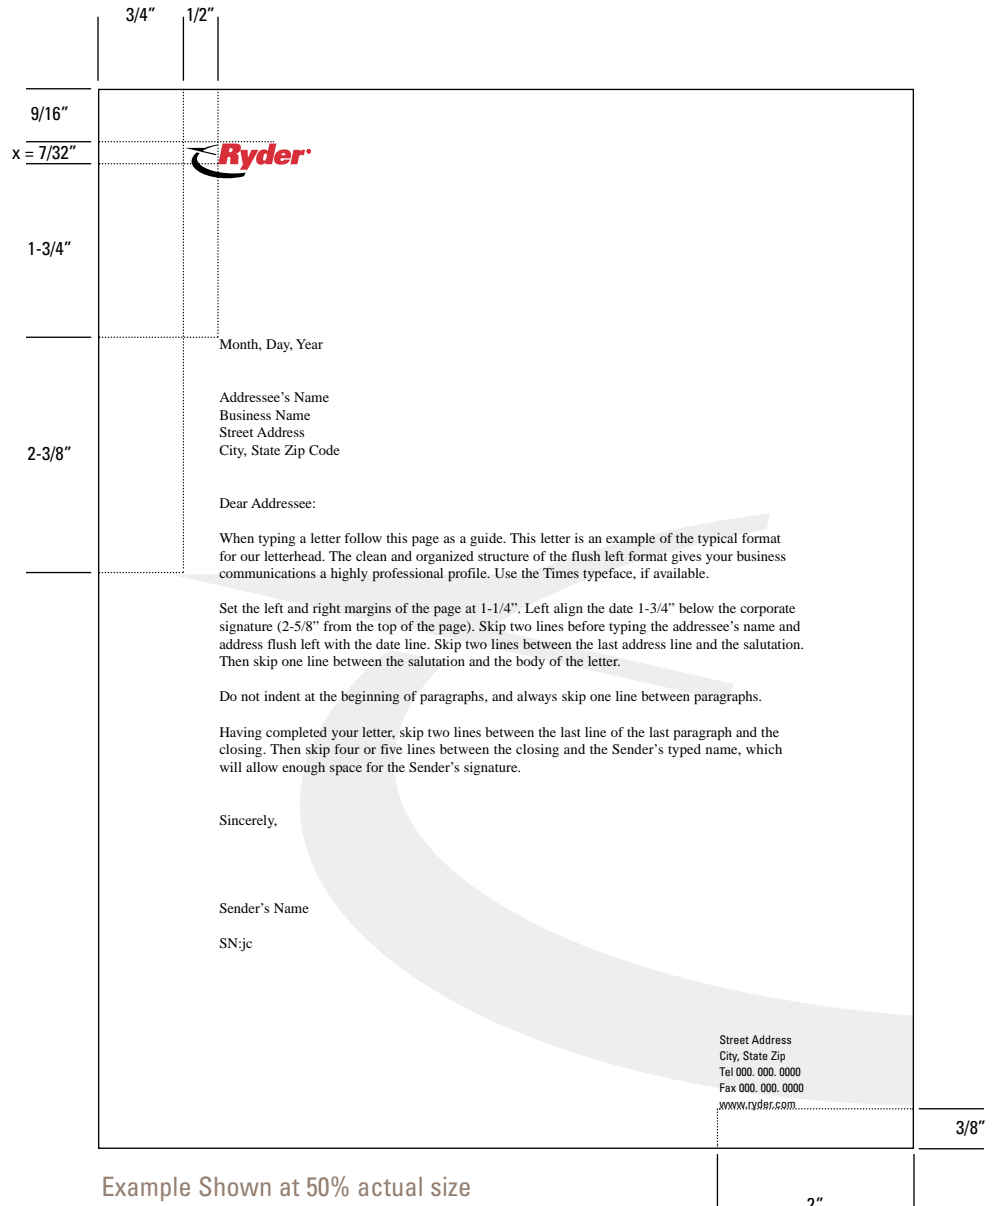 3/4” 1/2”
9/16”
x = 7/32”
Ryder
1-3/4”
Month, Day, Year
Addressee’s Name
Business Name
Street Address
City, State Zip Code
2-3/8”
Dear Addressee:
When typing a letter follow this page as a guide. This letter is an example of the typical format
for our letterhead. The clean and organized structure of the flush left format gives your business
communications a highly professional profile. Use the Times typeface, if available.
Set the left and right margins of the page at 1-1/4”. Left align the date 1-3/4” below the corporate
signature (2-5/8” from the top of the page). Skip two lines before typing the addressee’s name and
address flush left with the date line. Skip two lines between the last address line and the salutation.
Then skip one line between the salutation and the body of the letter.
Do not indent at the beginning of paragraphs, and always skip one line between paragraphs.
Having completed your letter, skip two lines between the last line of the last paragraph and the
closing. Then skip four or five lines between the closing and the Sender’s typed name, which
will allow enough space for the Sender’s signature.
Sincerely,
Sender’s Name
SN:jc
Street Address
City, State Zip
Tel 000. 000. 0000
Fax 000. 000. 0000
www.ryder.com
3/8”
Example Shown at 50% actual size
2”